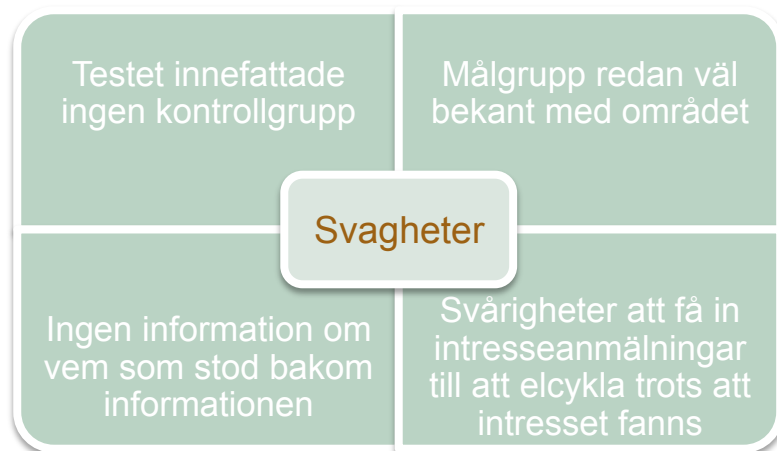 Testet innefattade
ingen kontrollgrupp
Målgrupp redan väl
bekant med området
Svagheter
Ingen information om
vem som stod bakom
informationen
Svårigheter att få in
intresseanmälningar
till att elcykla trots att
intresset fanns